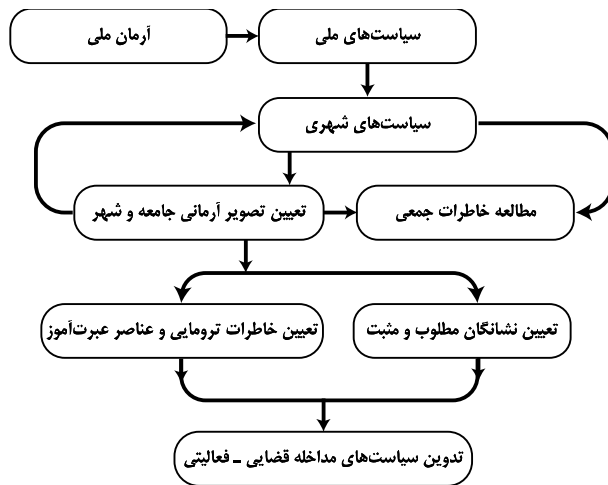 آرمان ملی
سیاست‌های ملی
سیاست‌های شهری
تعیین تصویر آرمانی جامعه و شهر
مطالعه خاطرات جمعی
تعیین نشانگان مطلوب و مثبت
تعیین خاطرات ترومایی و عناصر عبرت‌آموز
تدوین سیاست‌های مداخله قضایی ـ فعالیتی